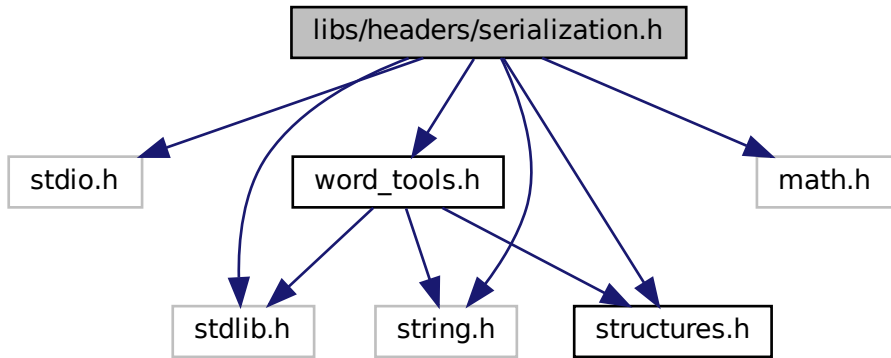 libs/headers/serialization.h
stdio.h
word_tools.h
math.h
stdlib.h
string.h
structures.h